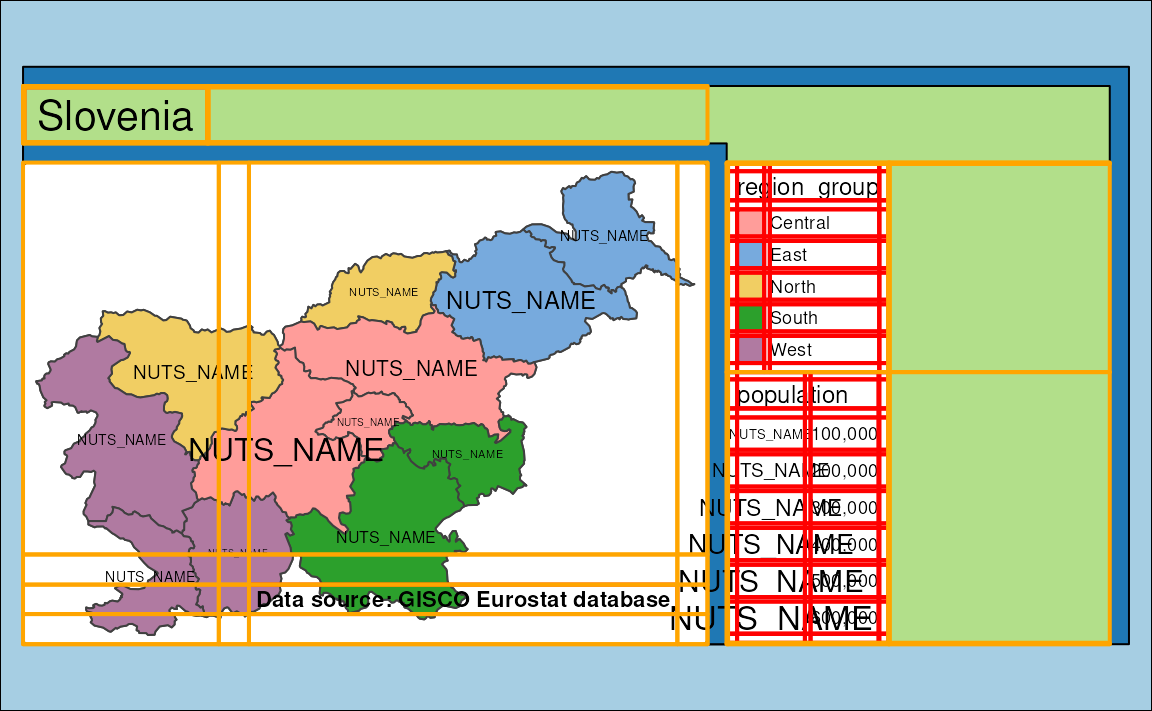 Slovenia
NUTS_NAME
NUTS_NAME
NUTS_NAME
NUTS_NAME
NUTS_NAME
NUTS_NAME
NUTS_NAME
NUTS_NAME
NUTS_NAME
NUTS_NAME
NUTS_NAME
NUTS_NAME
Data source: GISCO Eurostat database
region_group
Central
East
North
South
West
population
NUTS_NAME 100,000
NUTS_NAME 200,000
NUTS_NAME 300,000
NUTS_NAME 400,000
NUTS_NAME 500,000
NUTS_NAME 600,000